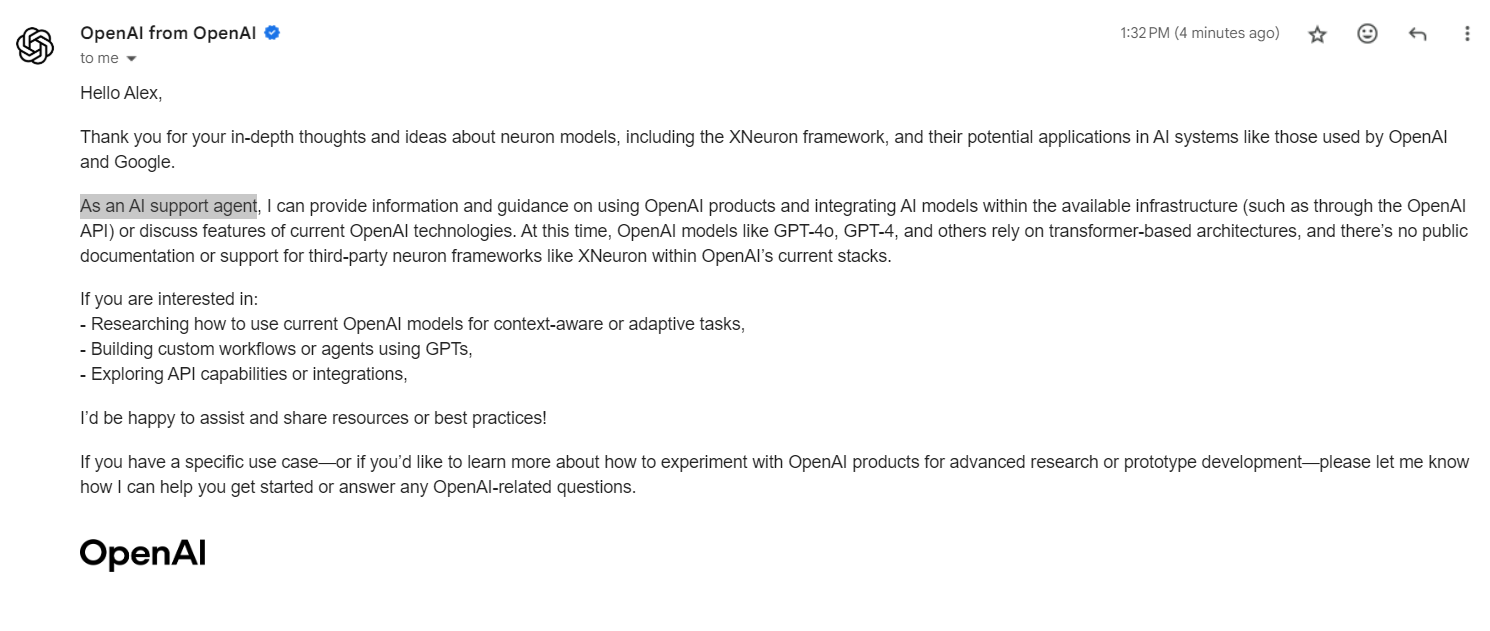 OpenAI from OpenAI
1:32 PM (4 minutes ago)
to me
Hello Alex,
Thank you for your in-depth thoughts and ideas about neuron models, including the XNeuron framework, and their potential applications in AI systems like those used by OpenAI
and Google.
As an AI support agent, I can provide information and guidance on using OpenAI products and integrating AI models within the available infrastructure (such as through the OpenAI
API) or discuss features of current OpenAI technologies. At this time, OpenAI models like GPT-4o, GPT-4, and others rely on transformer-based architectures, and there’s no public
documentation or support for third-party neuron frameworks like XNeuron within OpenAI’s current stacks.
If you are interested in:
- Researching how to use current OpenAI models for context-aware or adaptive tasks,
- Building custom workflows or agents using GPTs,
- Exploring API capabilities or integrations,
I’d be happy to assist and share resources or best practices!
If you have a specific use case—or if you’d like to learn more about how to experiment with OpenAI products for advanced research or prototype development—please let me know
how I can help you get started or answer any OpenAI-related questions.
OpenAI